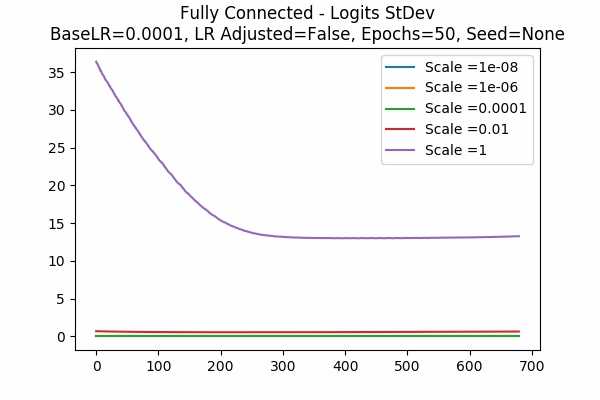 Fully Connected - Logits StDev
BaseLR=0.0001, LR Adjusted=False, Epochs=50, Seed=None
Scale =1e-08
Scale =1e-06
Scale =0.0001
Scale =0.01
Scale =1
35
30
25
20
15
10
5
0
0 100 200 300 400 500 600 700